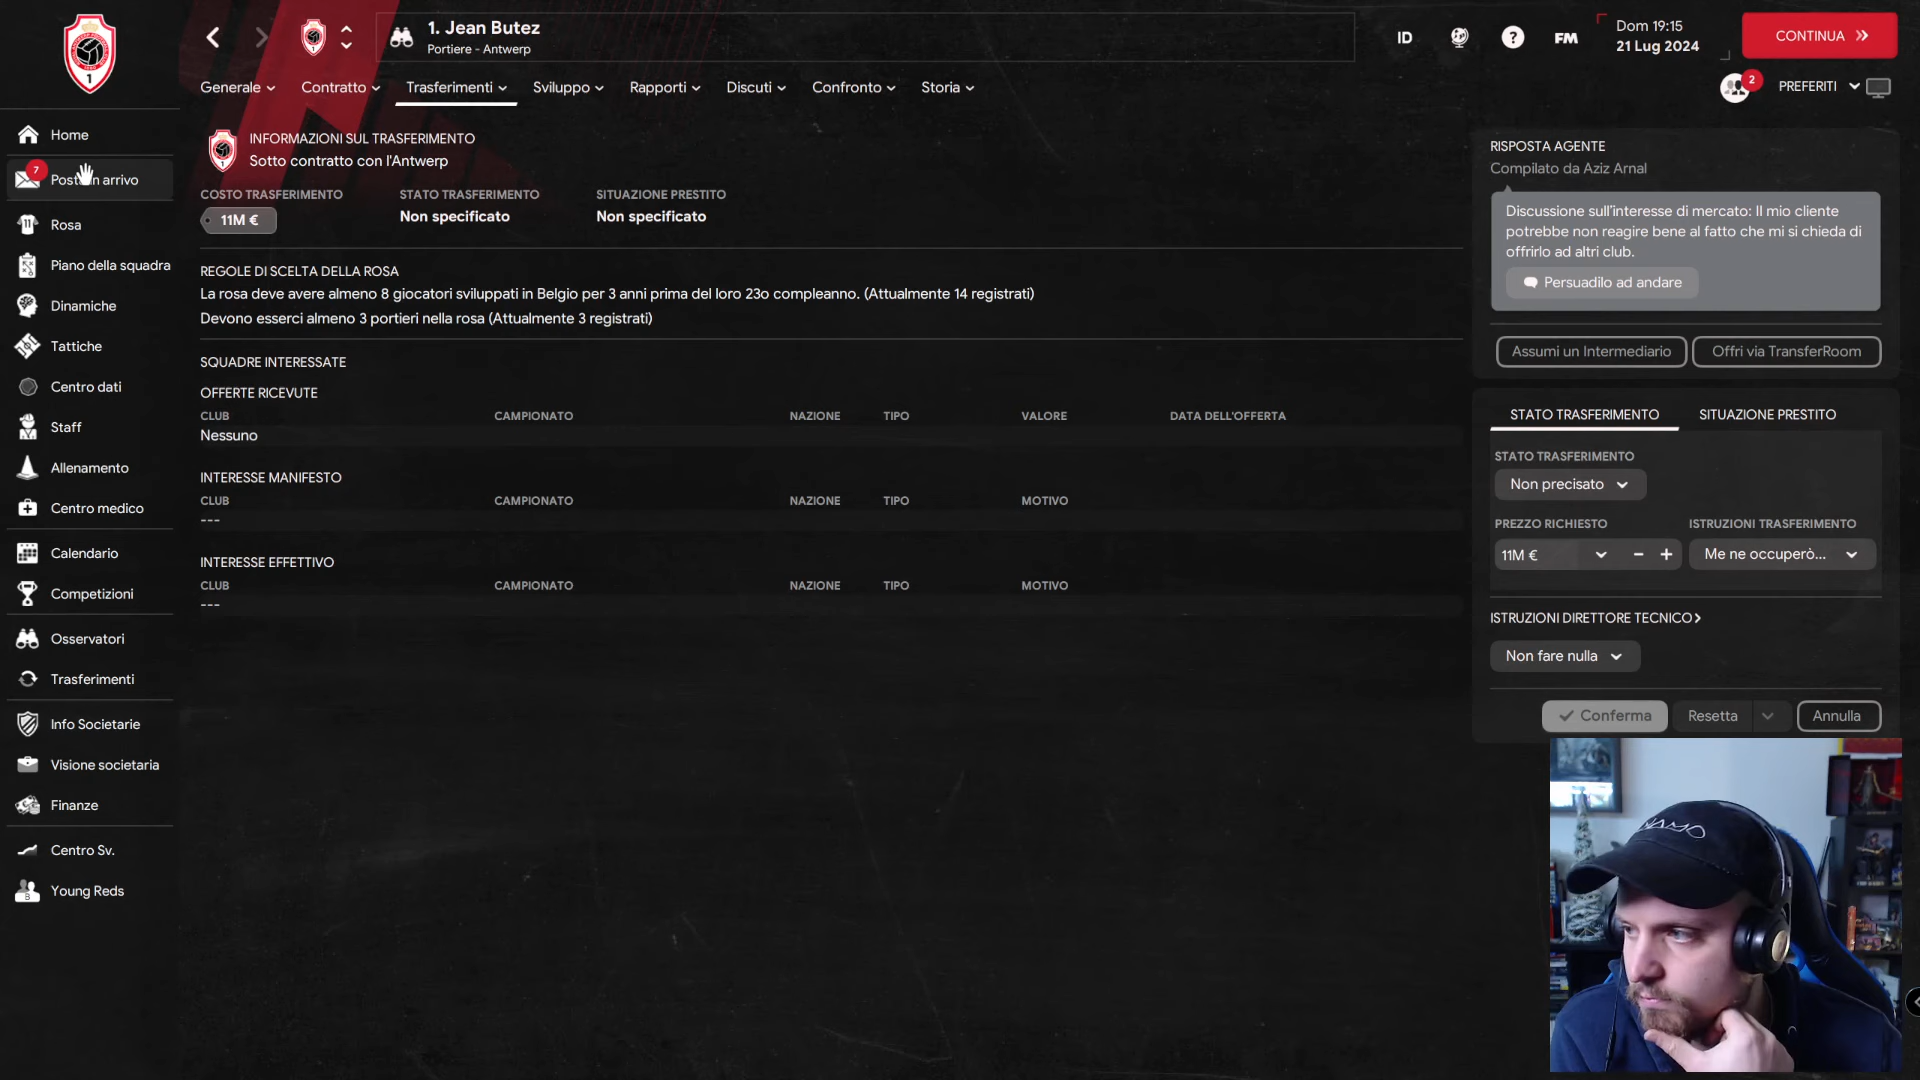 1. Jean Butez
Portiere - Antwerp
ID
FM
Dom 19:15
21 Lug 2024
CONTINUA
Generale
Contratto
Trasferimenti
Sviluppo
Rapporti
Discuti
Confronto
Storia
2
PREFERITI
Home
7
Posta in arrivo
Rosa
Piano della squadra
Dinamiche
Tattiche
Centro dati
Staff
Allenamento
Centro medico
Calendario
Competizioni
Osservatori
Trasferimenti
Info Societarie
Visione societaria
Finanze
Centro Sv.
Young Reds
INFORMAZIONI SUL TRASFERIMENTO
Sotto contratto con l'Antwerp
COSTO TRASFERIMENTO
STATO TRASFERIMENTO
SITUAZIONE PRESTITO
11M €
Non specificato
Non specificato
REGOLE DI SCELTA DELLA ROSA
La rosa deve avere almeno 8 giocatori sviluppati in Belgio per 3 anni prima del loro 23o compleanno. (Attualmente 14 registrati)
Devono esserci almeno 3 portieri nella rosa (Attualmente 3 registrati)
SQUADRE INTERESSATE
OFFERTE RICEVUTE
CLUB CAMPIONATO NAZIONE TIPO VALORE DATA DELL'OFFERTA
Nessuno
INTERESSE MANIFESTO
CLUB CAMPIONATO NAZIONE TIPO MOTIVO
---
INTERESSE EFFETTIVO
CLUB CAMPIONATO NAZIONE TIPO MOTIVO
---
RISPOSTA AGENTE
Compilato da Aziz Arnal
Discussione sull'interesse di mercato: Il mio cliente
potrebbe non reagire bene al fatto che mi si chieda di
offrirlo ad altri club.
Persuadilo ad andare
Assumi un Intermediario
Offri via TransferRoom
STATO TRASFERIMENTO
SITUAZIONE PRESTITO
STATO TRASFERIMENTO
Non precisato
PREZZO RICHIESTO
ISTRUZIONI TRASFERIMENTO
11M €
Me ne occuperò...
ISTRUZIONI DIRETTORE TECNICO
Non fare nulla
Conferma
Resetta
Annulla